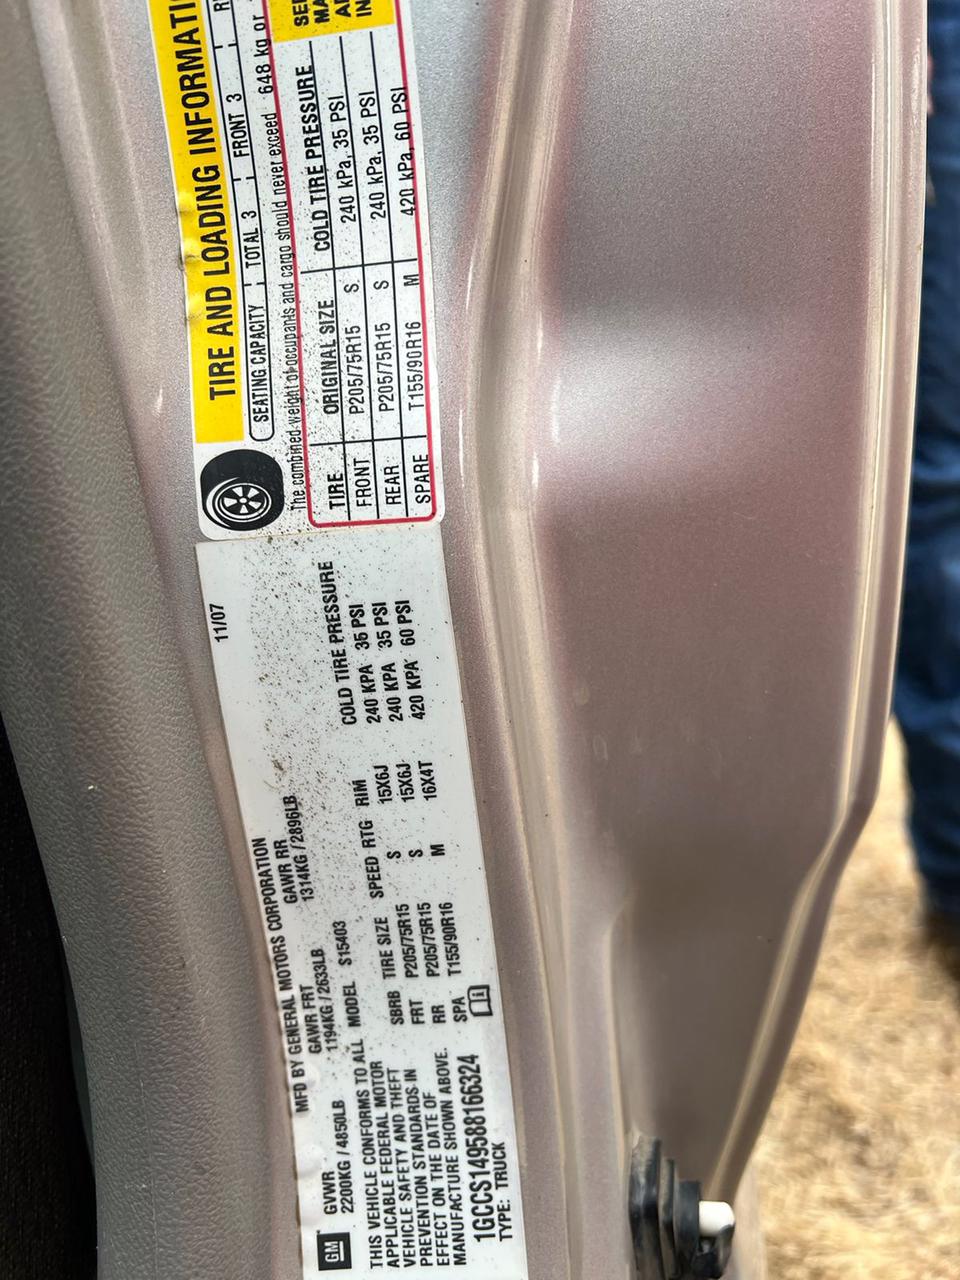 TIRE AND LOADING INFORMATI
SEATING CAPACITY TOTAL 3 FRONT 3 R
The combined weight of occupants and cargo should never exceed 648 kg or
TIRE ORIGINAL SIZE COLD TIRE PRESSURE
FRONT P205/75R15 S 240 kPa, 35 PSI
REAR P205/75R15 S 240 kPa, 35 PSI
SPARE T155/90R16 M 420 kPa, 60 PSI
SE
MA
A
IN
11/07
MFD BY GENERAL MOTORS CORPORATION
GVWR GAWR FRT GAWR RR
2200KG / 4850LB 1194KG / 2633LB 1314KG / 2896LB
GM
THIS VEHICLE CONFORMS TO ALL
APPLICABLE FEDERAL MOTOR
VEHICLE SAFETY AND THEFT
PREVENTION STANDARDS IN
EFFECT ON THE DATE OF
MANUFACTURE SHOWN ABOVE.
MODEL S15403
SBRB TIRE SIZE SPEED RTG RIM COLD TIRE PRESSURE
FRT P205/75R15 S 15X6J 240 KPA 35 PSI
RR P205/75R15 S 15X6J 240 KPA 35 PSI
SPA T155/90R16 M 16X4T 420 KPA 60 PSI
1GCCS149588166324
TYPE: TRUCK